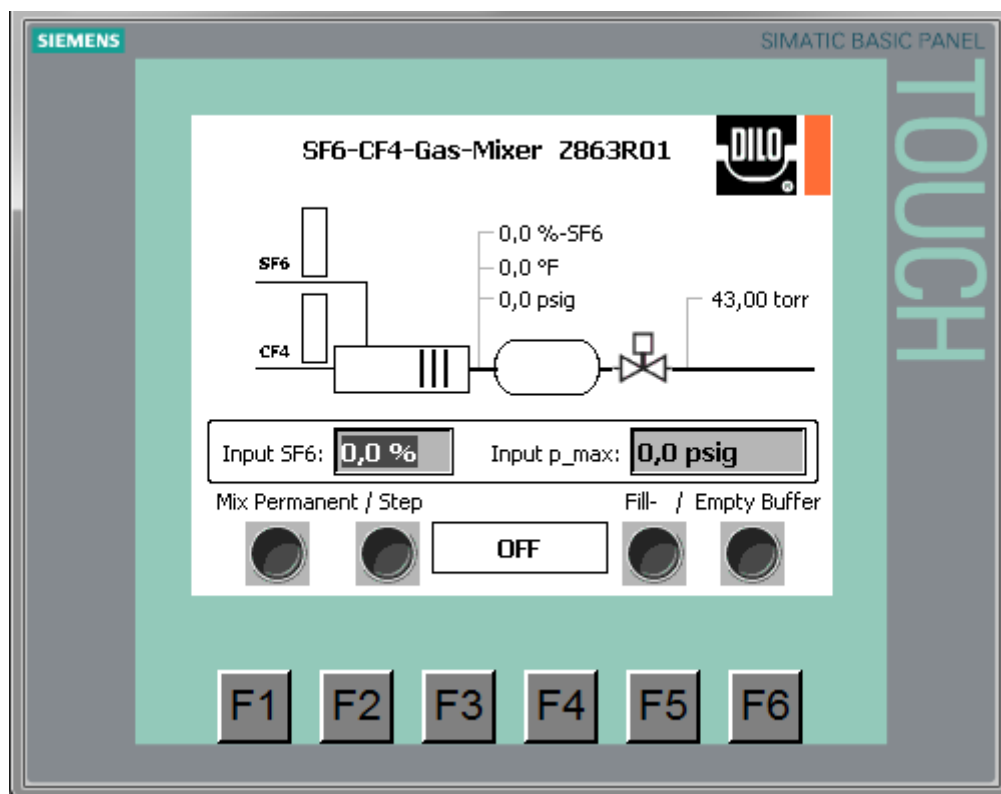 SIEMENS
SIMATIC BASIC PANEL
TOUCH
SF6-CF4-Gas-Mixer Z863R01
DILO
®
0,0 %-SF6
SF6
0,0 °F
0,0 psig
43,00 torr
CF4
Input SF6: 0,0 % Input p_max: 0,0 psig
Mix Permanent / Step Fill- / Empty Buffer
OFF
F1 F2 F3 F4 F5 F6